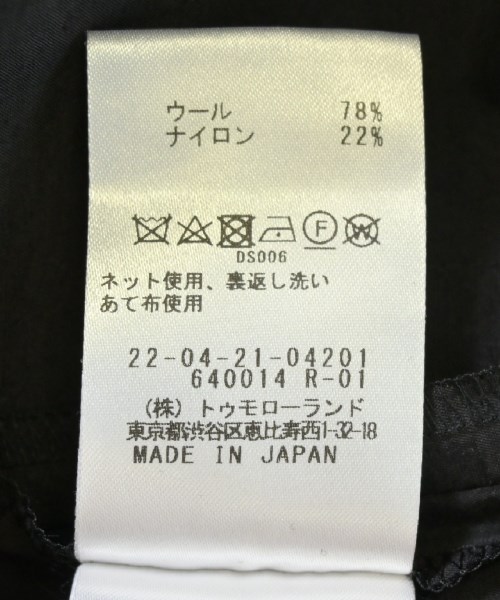 ウール 78%
ナイロン 22%
F W
DS006
ネット使用、裏返し洗い
あて布使用
22-04-21-04201
640014 R-01
(株) トゥモローランド
東京都渋谷区恵比寿西1-32-18
MADE IN JAPAN